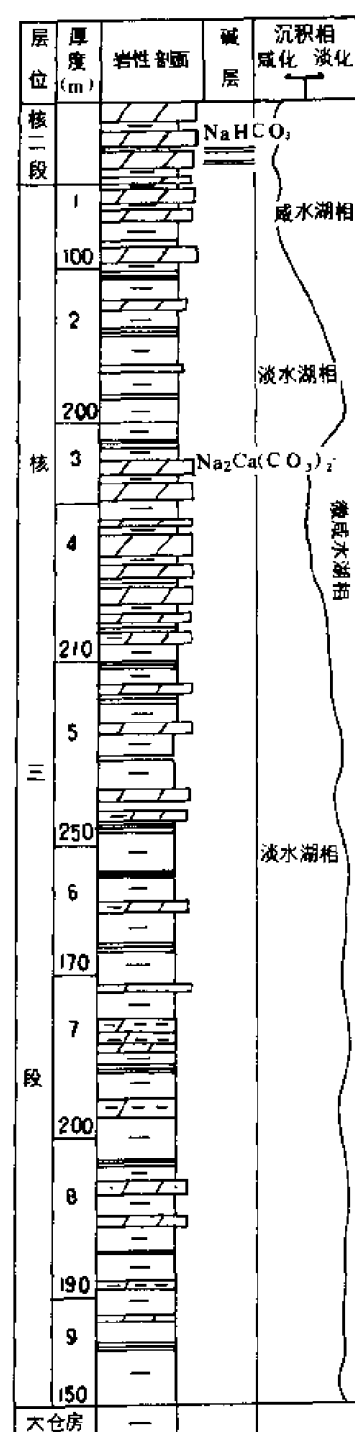 层位 厚度(m) 岩性剖面 碱层 沉积相
咸化 淡化
核二段
NaHCO₃
1
咸水湖相
100
2
淡水湖相
200
核三段
3
Na₂Ca(CO₃)₂
微咸水湖相
4
210
5
250
淡水湖相
6
170
7
200
8
190
9
150
大仓房